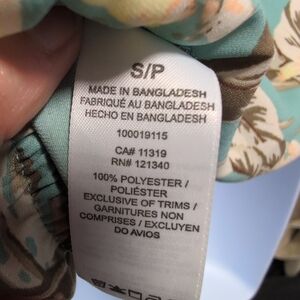 S/P
MADE IN BANGLADESH
FABRIQUÉ AU BANGLADESH
HECHO EN BANGLADESH
100019115
CA# 11319
RN# 121340
100% POLYESTER /
POLIÉSTER
EXCLUSIVE OF TRIMS /
GARNITURES NON
COMPRISES / EXCLUYEN
DO AVIOS